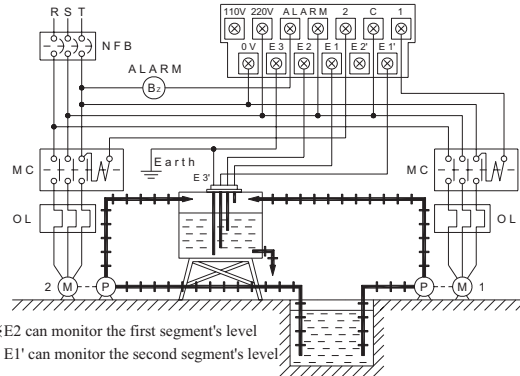 R S T
NFB
ALARM
Bz
110V 220V ALARM 2 C 1
0V E3 E2 E1 E2' E1'
Earth
E3'
MC
MC
OL
OL
2 M P
P M 1
※E2 can monitor the first segment's level
E1' can monitor the second segment's level